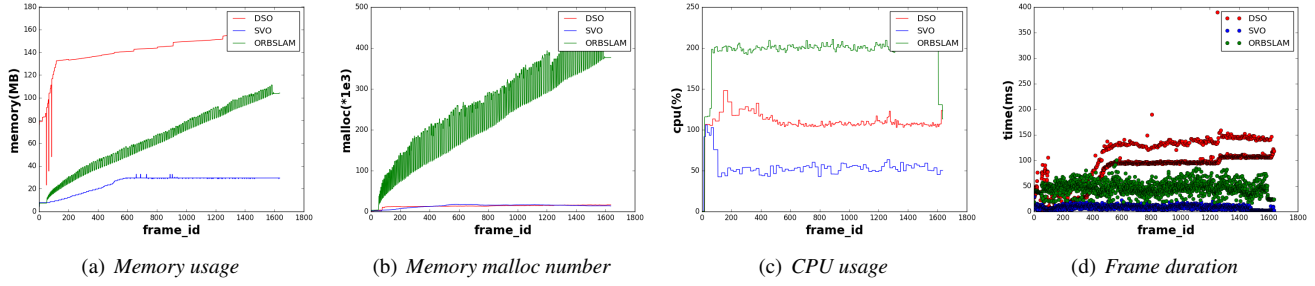 180
160
140
120
100
80
60
40
20
0
memory(MB)
DSO
SVO
ORBSLAM
0 200 400 600 800 1000 1200 1400 1600 1800
frame_id
(a) Memory usage
500
400
300
200
100
0
malloc(*1e3)
DSO
SVO
ORBSLAM
0 200 400 600 800 1000 1200 1400 1600 1800
frame_id
(b) Memory malloc number
250
200
150
100
50
0
cpu(%)
DSO
SVO
ORBSLAM
0 200 400 600 800 1000 1200 1400 1600 1800
frame_id
(c) CPU usage
400
350
300
250
200
150
100
50
0
time(ms)
DSO
SVO
ORBSLAM
0 200 400 600 800 1000 1200 1400 1600 1800
frame_id
(d) Frame duration